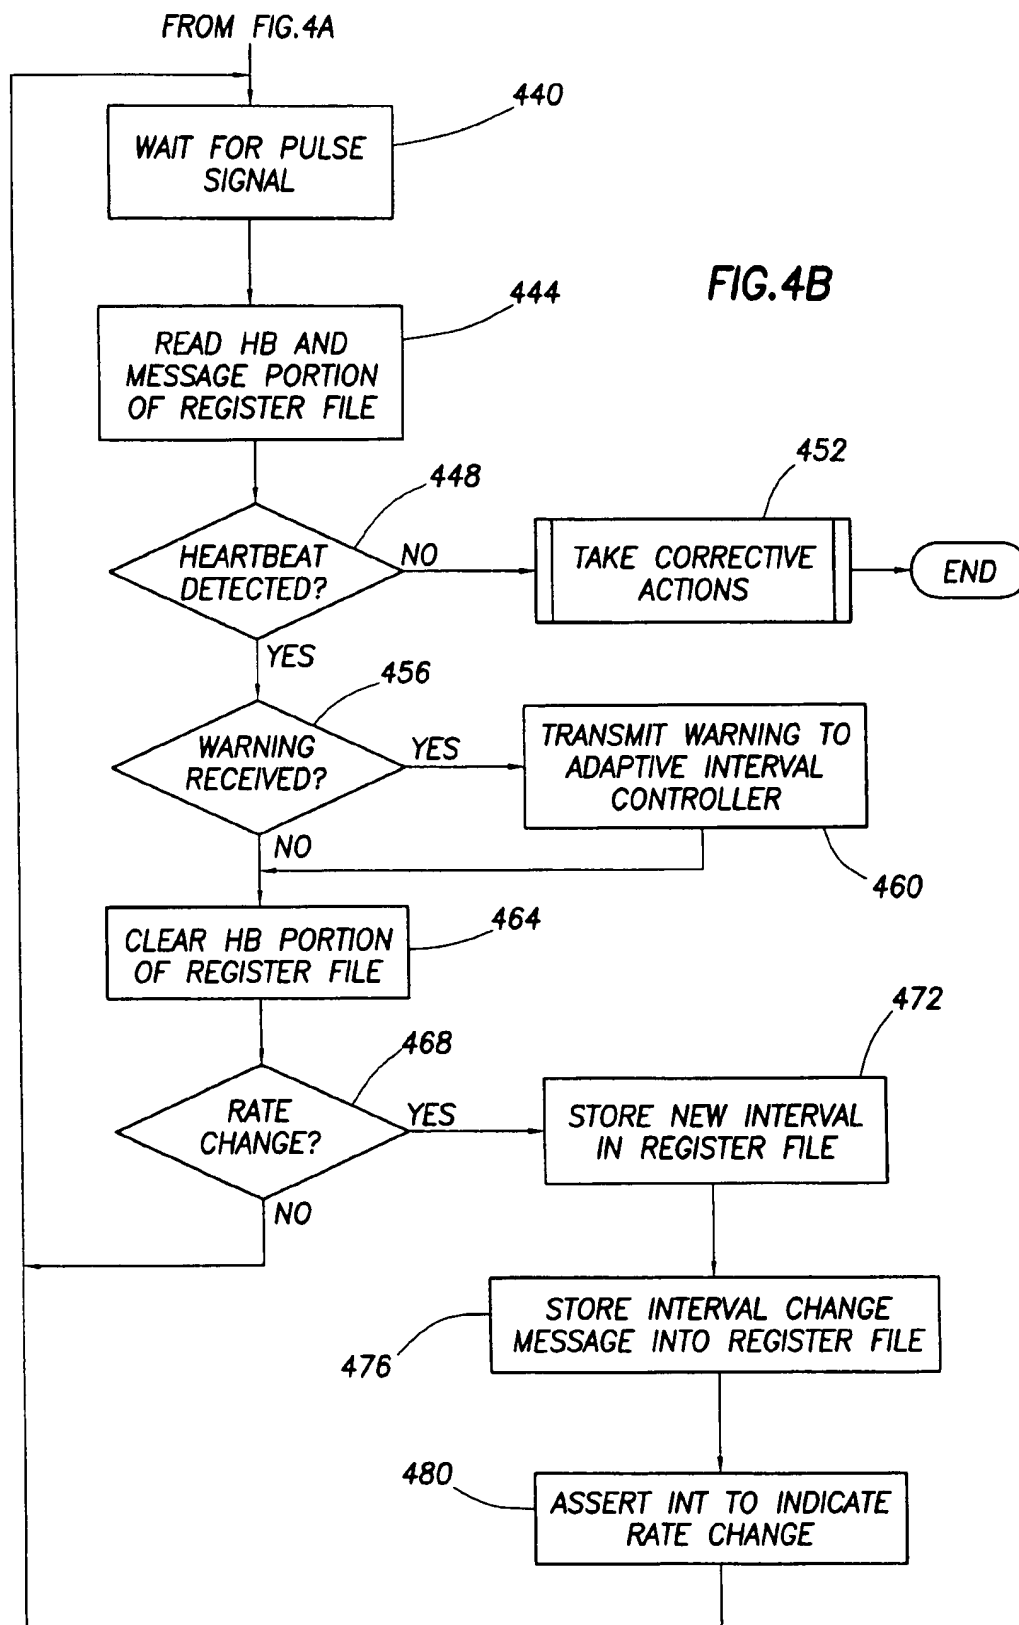 FROM FIG.4A
440
WAIT FOR PULSE
SIGNAL
FIG.4B
444
READ HB AND
MESSAGE PORTION
OF REGISTER FILE
448
HEARTBEAT
DETECTED?
NO
452
TAKE CORRECTIVE
ACTIONS
END
YES
456
WARNING
RECEIVED?
YES
TRANSMIT WARNING TO
ADAPTIVE INTERVAL
CONTROLLER
460
NO
464
CLEAR HB PORTION
OF REGISTER FILE
468
RATE
CHANGE?
YES
472
STORE NEW INTERVAL
IN REGISTER FILE
NO
STORE INTERVAL CHANGE
MESSAGE INTO REGISTER FILE
476
480
ASSERT INT TO INDICATE
RATE CHANGE